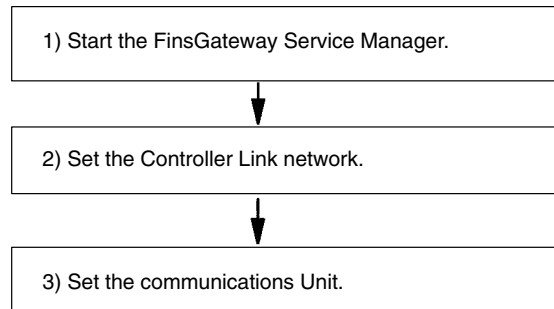 1) Start the FinsGateway Service Manager.
2) Set the Controller Link network.
3) Set the communications Unit.